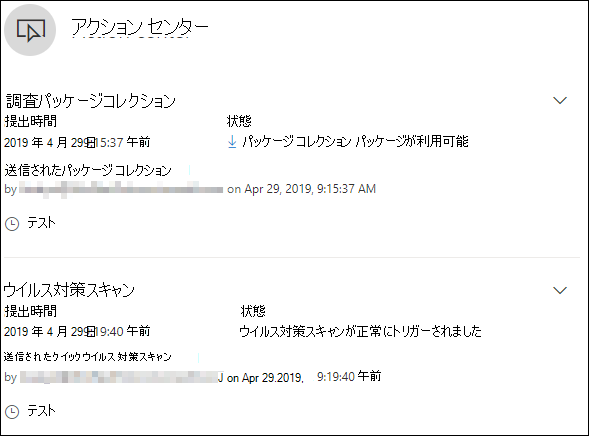 アクション センター
調査パッケージコレクション
提出時間 状態
2019 年 4 月 29日 9:15:37 午前 パッケージ コレクション パッケージが利用可能
送信されたパッケージ コレクション
by on Apr 29, 2019, 9:15:37 AM
テスト
ウイルス対策スキャン
提出時間 状態
2019 年 4 月 29日 9:19:40 午前 ウイルス対策スキャンが正常にトリガーされました
送信されたクイックウイルス対策スキャン
by on Apr 29.2019, 9:19:40 午前
テスト